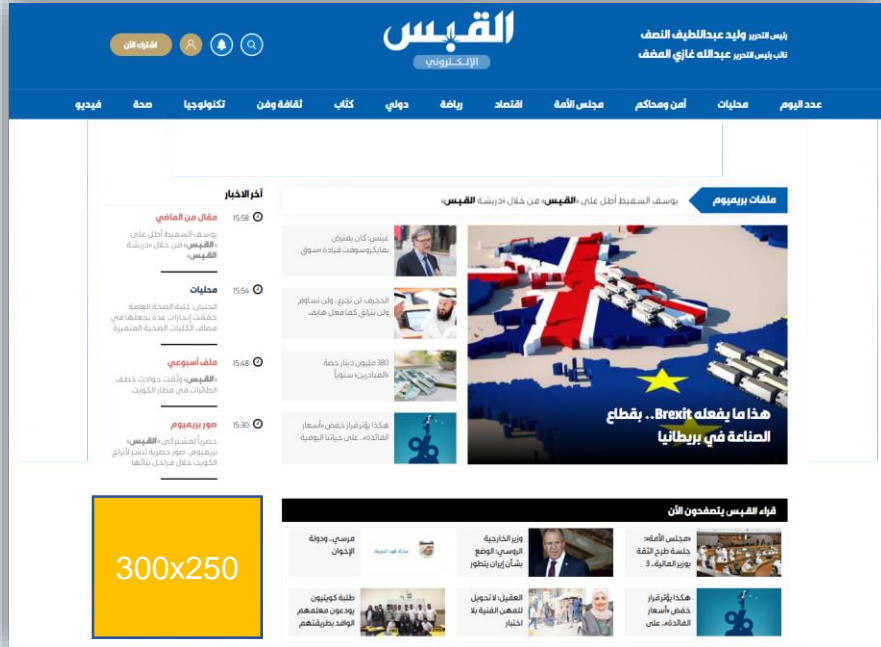 رئيس التحرير وليد عبداللطيف النصف
نائب رئيس التحرير عبدالله غازي المضف
القبس
الإلكتروني
اشترك الآن
عدد اليوم
محليات
أمن ومحاكم
مجلس الأمة
اقتصاد
رياضة
دولي
كتّاب
ثقافة وفن
تكنولوجيا
صحة
فيديو
ملفات بريميوم
يوسف السميط أطل على «القبس» من خلال «دريشة القبس»
هذا ما يفعله Brexit.. بقطاع
الصناعة في بريطانيا
غيتس: كان يفترض
بمايكروسوفت قيادة «سوق
الحجرف: لن نجزع.. ولن نساوم
ولن ننزلق كما فعل هايف
380 مليون دينار حصة
«المبادرين» سنوياً
هكذا يؤثر قرار خفض «أسعار
الفائدة».. على حياتنا اليومية
آخر الاخبار
15:58
مقال من الماضي
يوسف السميط أطل على
«القبس» من خلال «دريشة
القبس»
15:54
محليات
الحنيان: كلية الصحة العامة
حققت إنجازات عدة تجعلها في
مصاف الكليات الصحية المتميزة
15:48
ملف أسبوعي
«القبس» وثّقت حوادث خطف
الطائرات في مطار الكويت
15:30
صور بريميوم
حصرياً لمشتركي «القبس»
بريميوم.. صور حصرية تنشر لأبراج
الكويت خلال مراحل بنائها
قراء القبس يتصفحون الأن
«مجلس الأمة»:
جلسة طرح الثقة
بوزير المالية.. 3
وزير الخارجية
الروسي: الوضع
بشأن إيران يتطور
مرسي.. ودولة
الإخوان
هكذا يؤثر قرار
خفض «أسعار
الفائدة».. على
العقيل: لا تحويل
للمهن الفنية بلا
اختبار
طلبة كويتيون
يودعون معلمهم
الوافد بطريقتهم
300x250